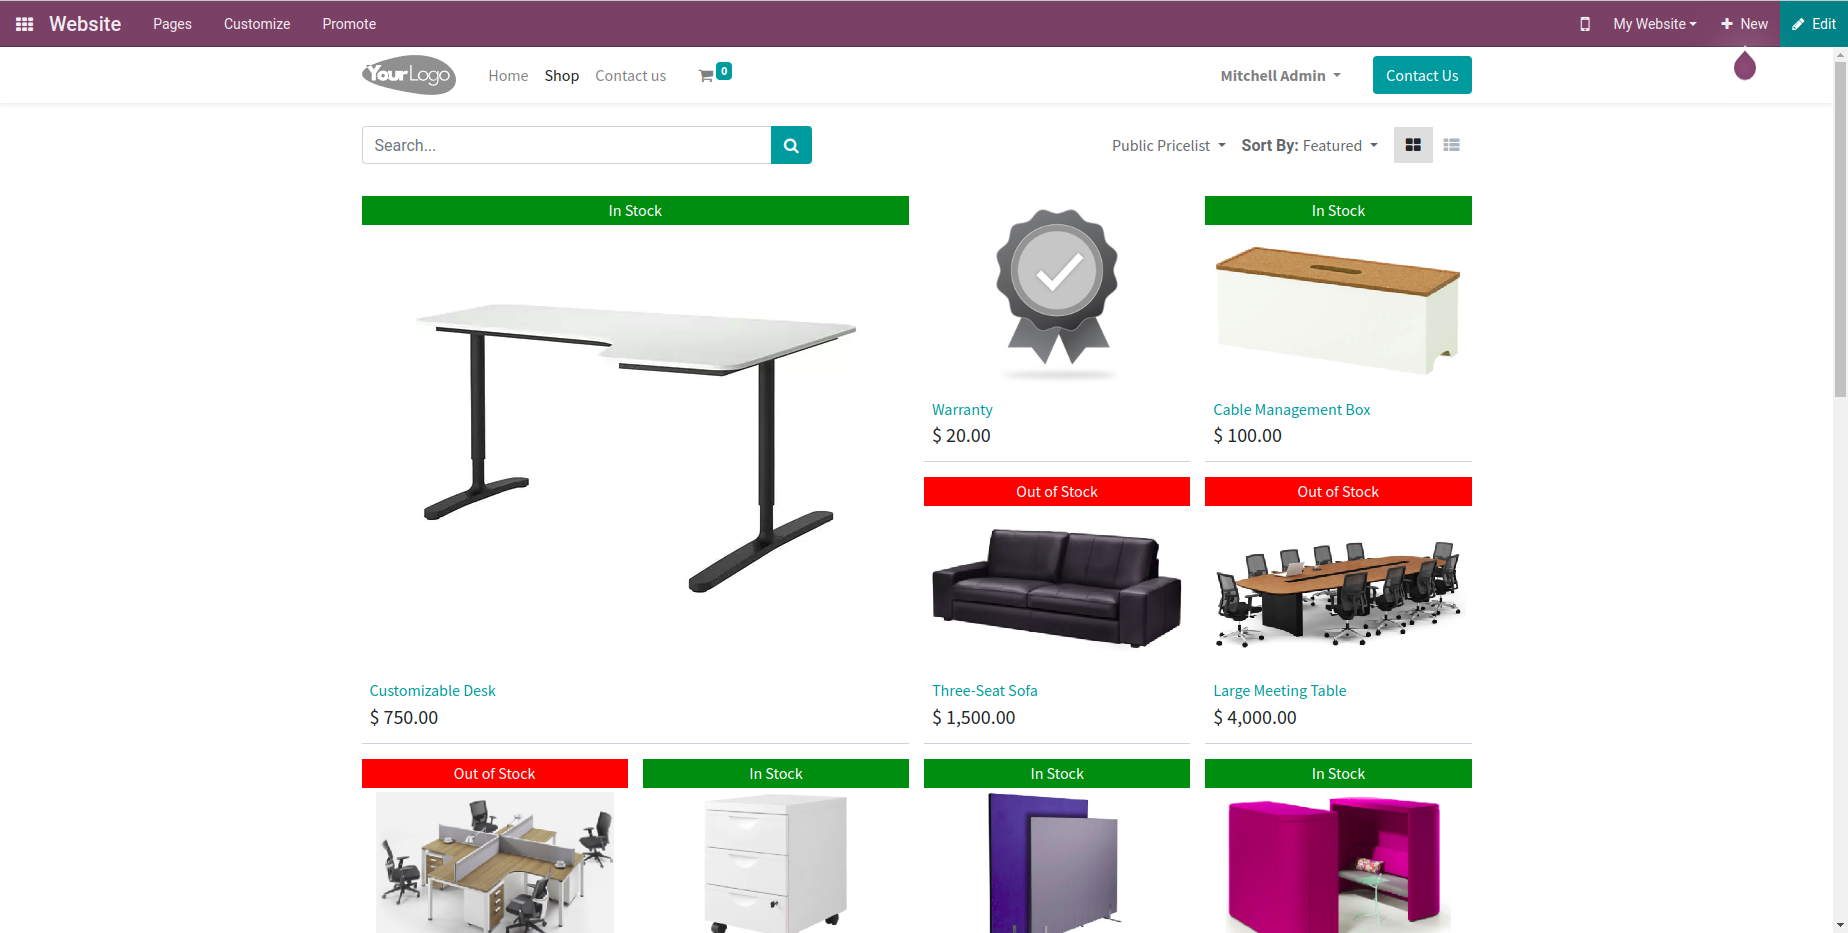 Website Pages Customize Promote My Website New Edit
YourLogo Home Shop Contact us 0 Mitchell Admin Contact Us
Search... Public Pricelist Sort By: Featured
In Stock In Stock
Warranty Cable Management Box
$ 20.00 $ 100.00
Out of Stock Out of Stock
Customizable Desk Three-Seat Sofa Large Meeting Table
$ 750.00 $ 1,500.00 $ 4,000.00
Out of Stock In Stock In Stock In Stock